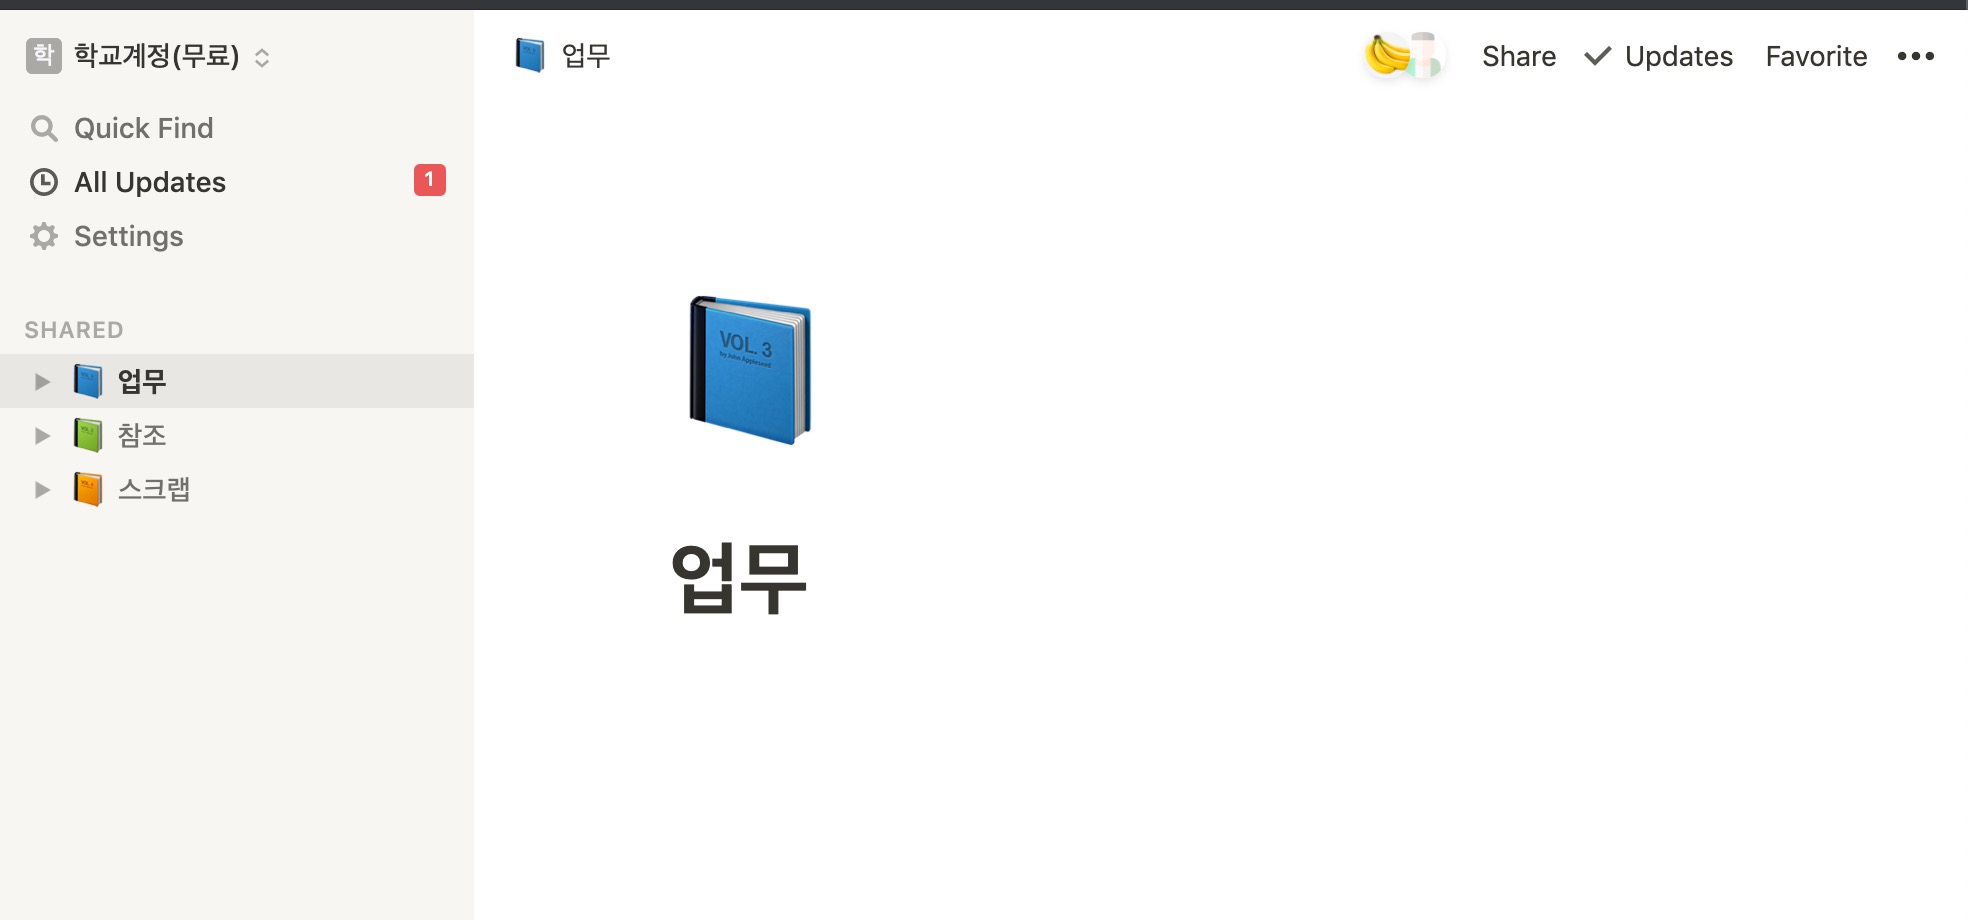 학 학교계정(무료)
Quick Find
All Updates 1
Settings
SHARED
업무
참조
스크랩
업무
Share Updates Favorite
VOL. 3
by John Appleseed
업무